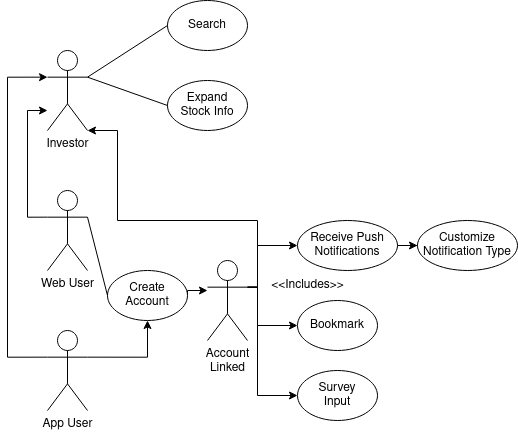 Search
Expand
Stock Info
Investor
Web User
Receive Push
Notifications
Customize
Notification Type
Create
Account
<<Includes>>
Bookmark
Account
Linked
Survey
Input
App User